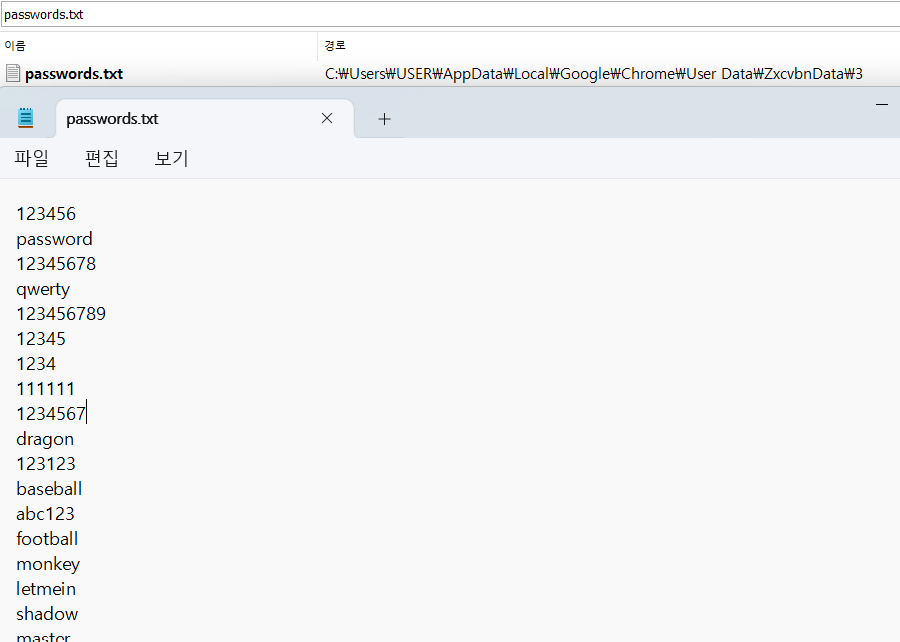 passwords.txt
이름 경로
passwords.txt C:₩Users₩USER₩AppData₩Local₩Google₩Chrome₩User Data₩ZxcvbnData₩3
passwords.txt
파일 편집 보기
123456
password
12345678
qwerty
123456789
12345
1234
111111
1234567
dragon
123123
baseball
abc123
football
monkey
letmein
shadow
master